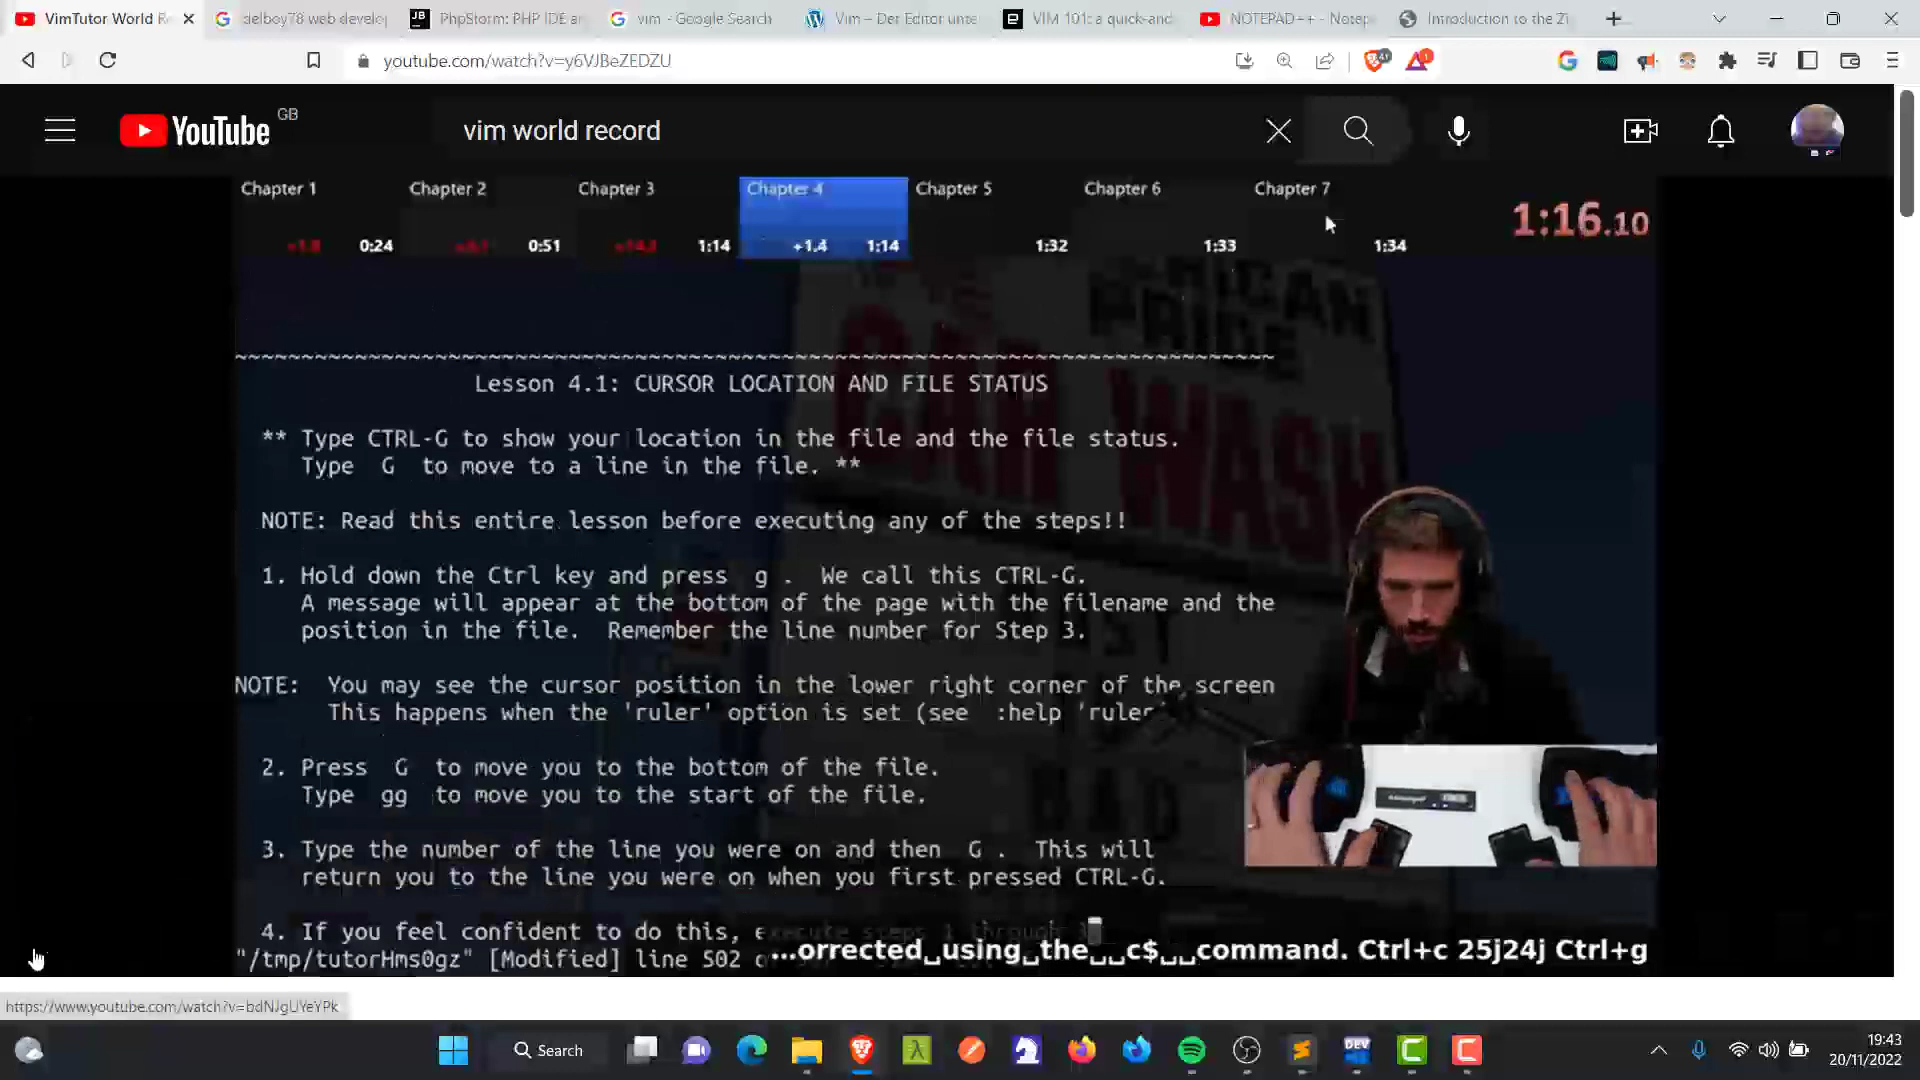 VimTutor World Re
delboy78 web develo
PhpStorm: PHP IDE a
vim - Google Search
Vim – Der Editor unte
VIM 101: a quick-and
NOTEPAD++ - Notep
Introduction to the Zi
youtube.com/watch?v=y6VJBeZEDZU
YouTube GB
vim world record
Chapter 1 Chapter 2 Chapter 3 Chapter 4 Chapter 5 Chapter 6 Chapter 7
1:16.10
0:24 0:51 1:14 +1.4 1:14 1:32 1:33 1:34
CAR WASH
~~~~~~~~~~~~~~~~~~~~~~~~~~~~~~~~~~~~~~~~~~~~~~~~~~~~~~~~~~~~~~~~~~~~~~~~~~~~~~
Lesson 4.1: CURSOR LOCATION AND FILE STATUS
** Type CTRL-G to show your location in the file and the file status.
Type G to move to a line in the file. **
NOTE: Read this entire lesson before executing any of the steps!!
1. Hold down the Ctrl key and press g . We call this CTRL-G.
A message will appear at the bottom of the page with the filename and the
position in the file. Remember the line number for Step 3.
NOTE: You may see the cursor position in the lower right corner of the screen
This happens when the 'ruler' option is set (see :help 'ruler'
2. Press G to move you to the bottom of the file.
Type gg to move you to the start of the file.
3. Type the number of the line you were on and then G . This will
return you to the line you were on when you first pressed CTRL-G.
4. If you feel confident to do this, execute steps 1 through 3
"/tmp/tutorHms0gz" [Modified] line 502 o
...orrected␣using␣the␣␣c$␣␣command. Ctrl+c 25j24j Ctrl+g
https://www.youtube.com/watch?v=bdNJgUYeYPk
Search
DEV
19:43
20/11/2022